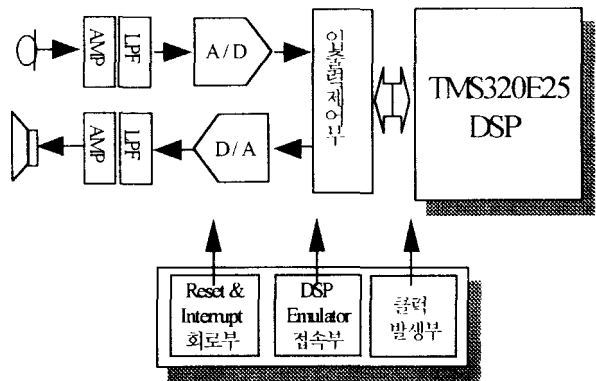 AMP
LPF
A/D
입출력제어부
TMS320E25
DSP
AMP
LPF
D/A
Reset &
Interrupt
회로부
DSP
Emulator
접속부
클럭
발생부